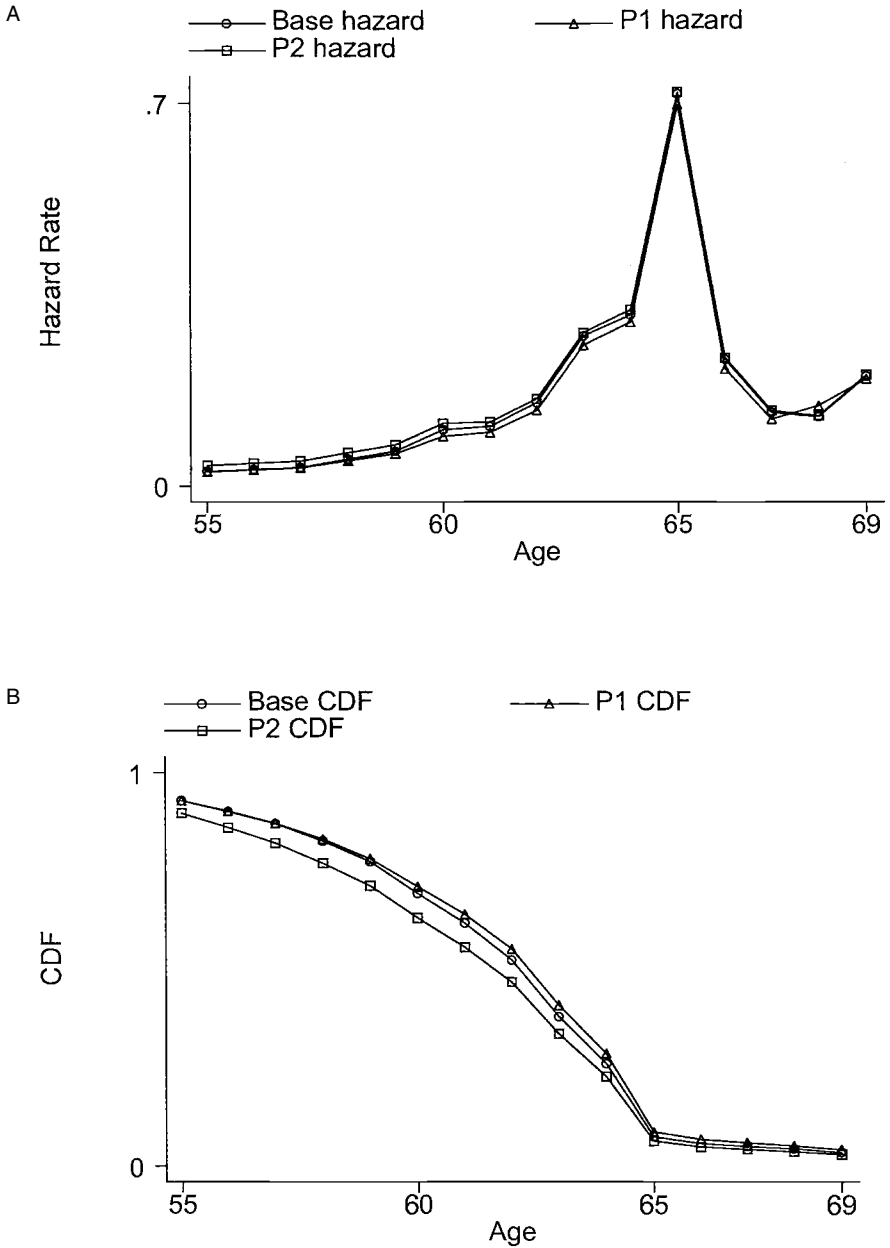 A
Base hazard
P1 hazard
P2 hazard
.7
Hazard Rate
0
55
60
65
69
Age
B
Base CDF
P1 CDF
P2 CDF
1
CDF
0
55
60
65
69
Age